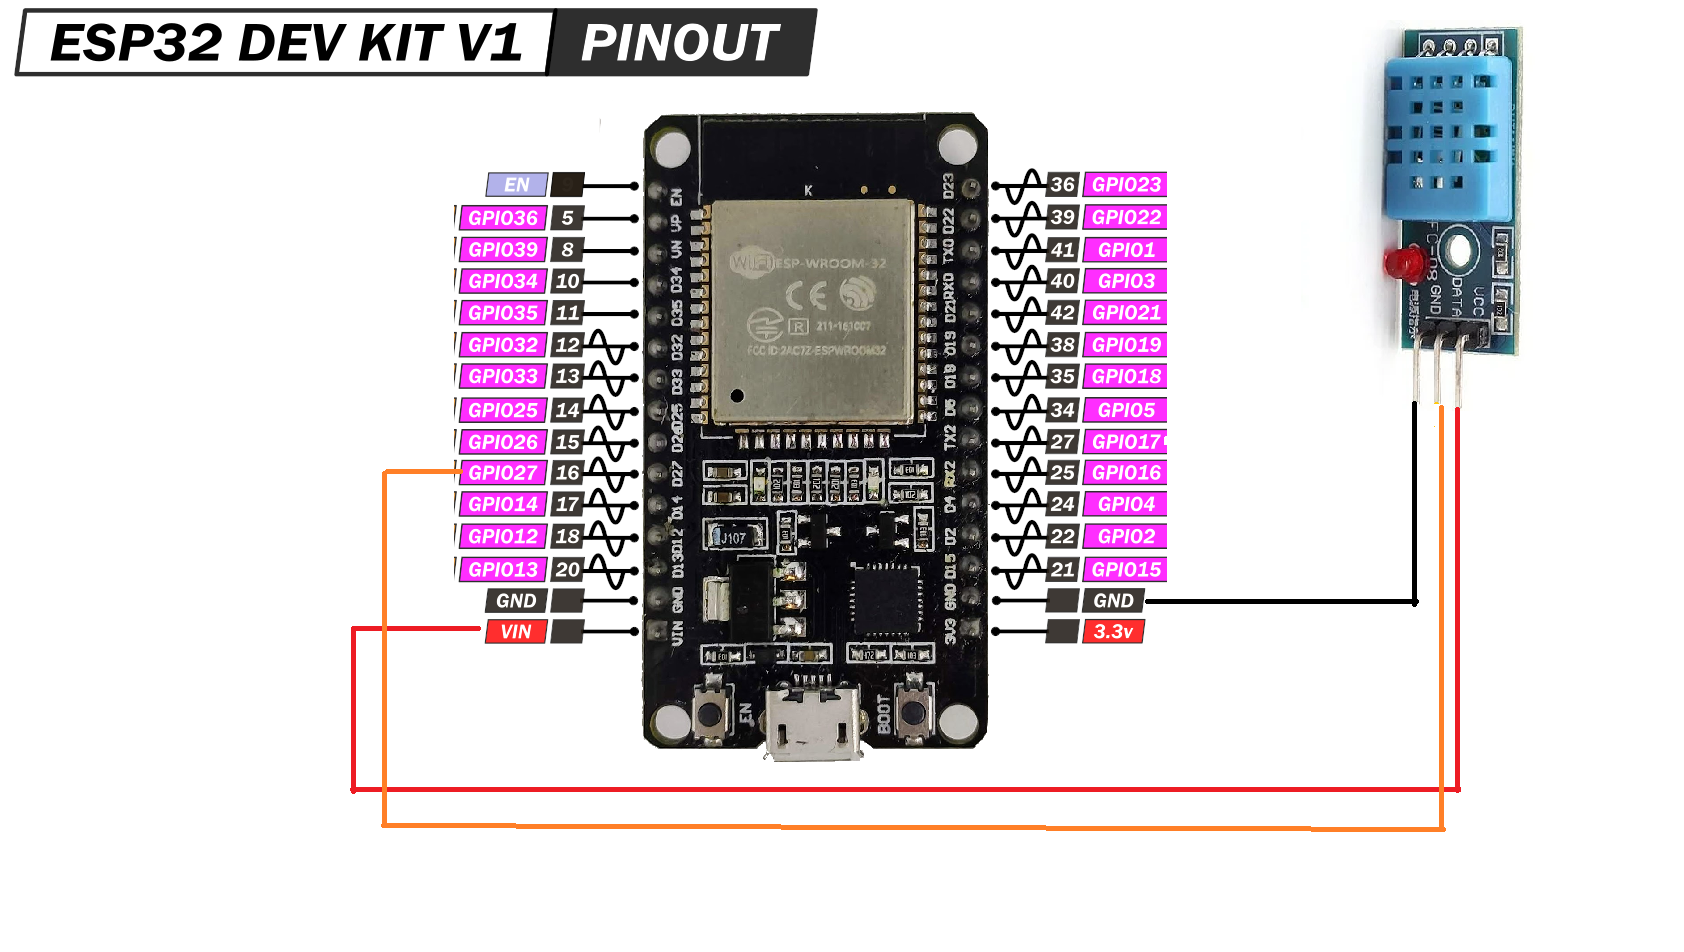 ESP32 DEV KIT V1 PINOUT
EN
GPIO36 5
GPIO39 8
GPIO34 10
GPIO35 11
GPIO32 12
GPIO33 13
GPIO25 14
GPIO26 15
GPIO27 16
GPIO14 17
GPIO12 18
GPIO13 20
GND
VIN
EN
VP
VN
D34
D35
D32
D33
D25
D26
D27
D14
D12
D13
GND
VIN
K
WiFi ESP-WROOM-32
CE
R 211-161007
FCC ID:2AC7Z-ESPWROOM32
J107
EN
BOOT
D23
D22
TX0
RX0
D21
D19
D18
D5
TX2
RX2
D4
D2
D15
GND
3V3
36 GPIO23
39 GPIO22
41 GPIO1
40 GPIO3
42 GPIO21
38 GPIO19
35 GPIO18
34 GPIO5
27 GPIO17
25 GPIO16
24 GPIO4
22 GPIO2
21 GPIO15
GND
3.3v
GND
DATA
VCC